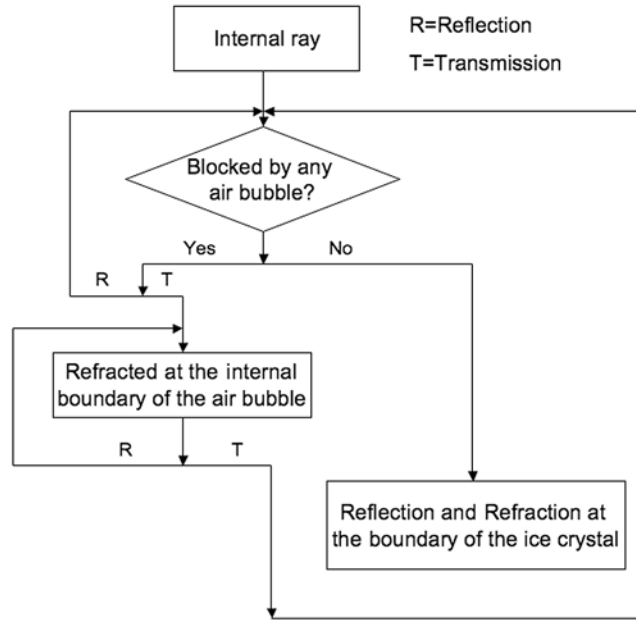 Internal ray
R=Reflection
T=Transmission
Blocked by any
air bubble?
Yes
No
R
T
Refracted at the internal
boundary of the air bubble
R
T
Reflection and Refraction at
the boundary of the ice crystal